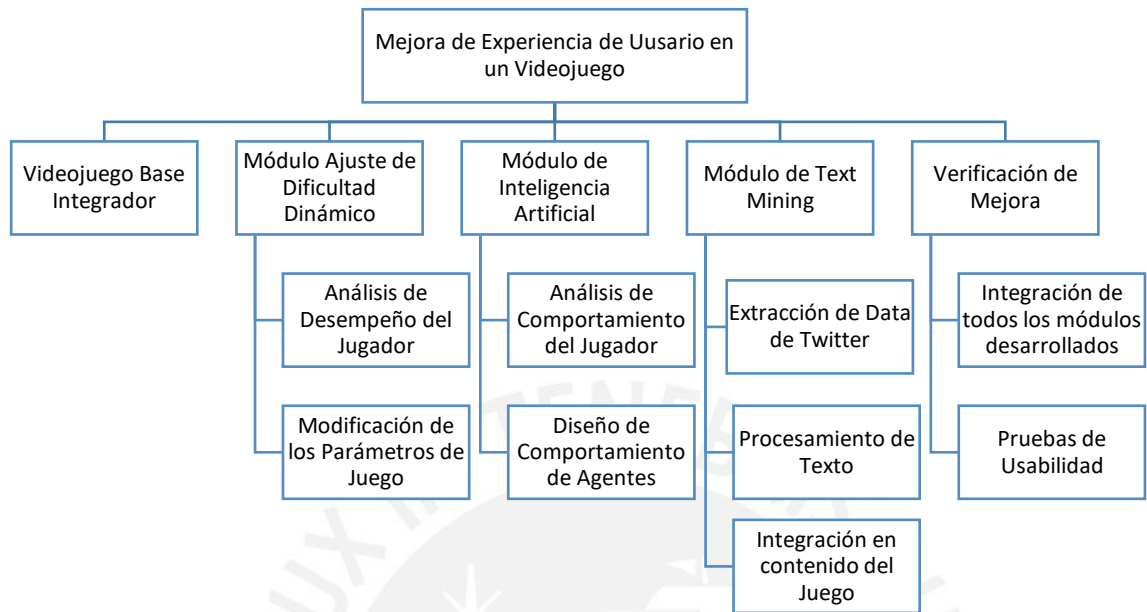 Mejora de Experiencia de Uusario en
un Videojuego
Videojuego Base
Integrador
Módulo Ajuste de
Dificultad
Dinámico
Módulo de
Inteligencia
Artificial
Módulo de Text
Mining
Verificación de
Mejora
Análisis de
Desempeño del
Jugador
Análisis de
Comportamiento
del Jugador
Extracción de Data
de Twitter
Integración de
todos los módulos
desarrollados
Modificación de
los Parámetros de
Juego
Diseño de
Comportamiento
de Agentes
Procesamiento de
Texto
Pruebas de
Usabilidad
Integración en
contenido del
Juego